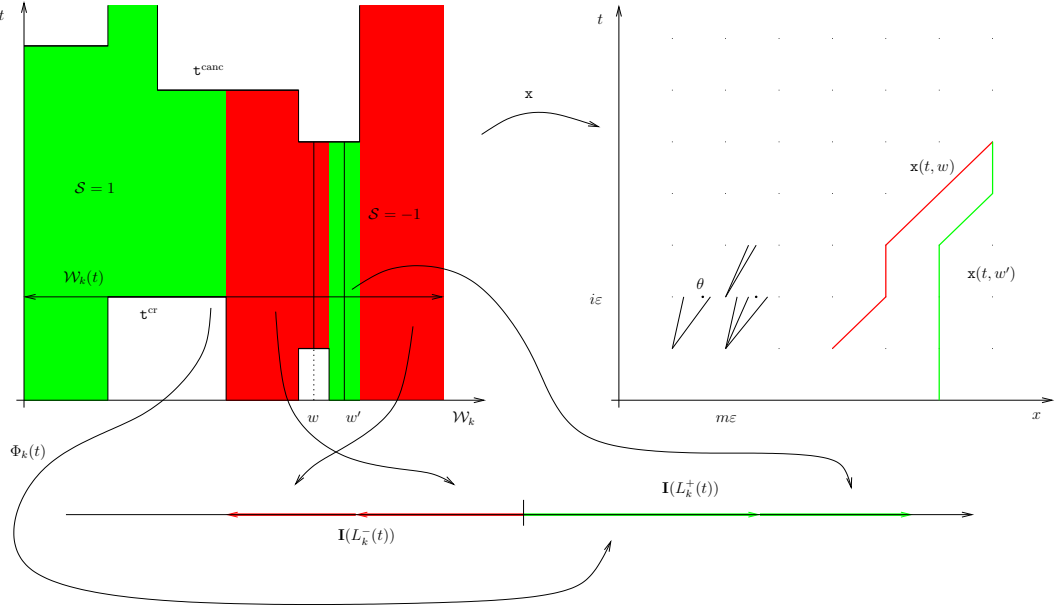 t
t
t^canc
x
x(t, w)
S = 1
S = −1
W_k(t)
θ
x(t, w′)
t^cr
iε
w
w′
W_k
mε
x
Φ_k(t)
I(L_k^+(t))
I(L_k^−(t))